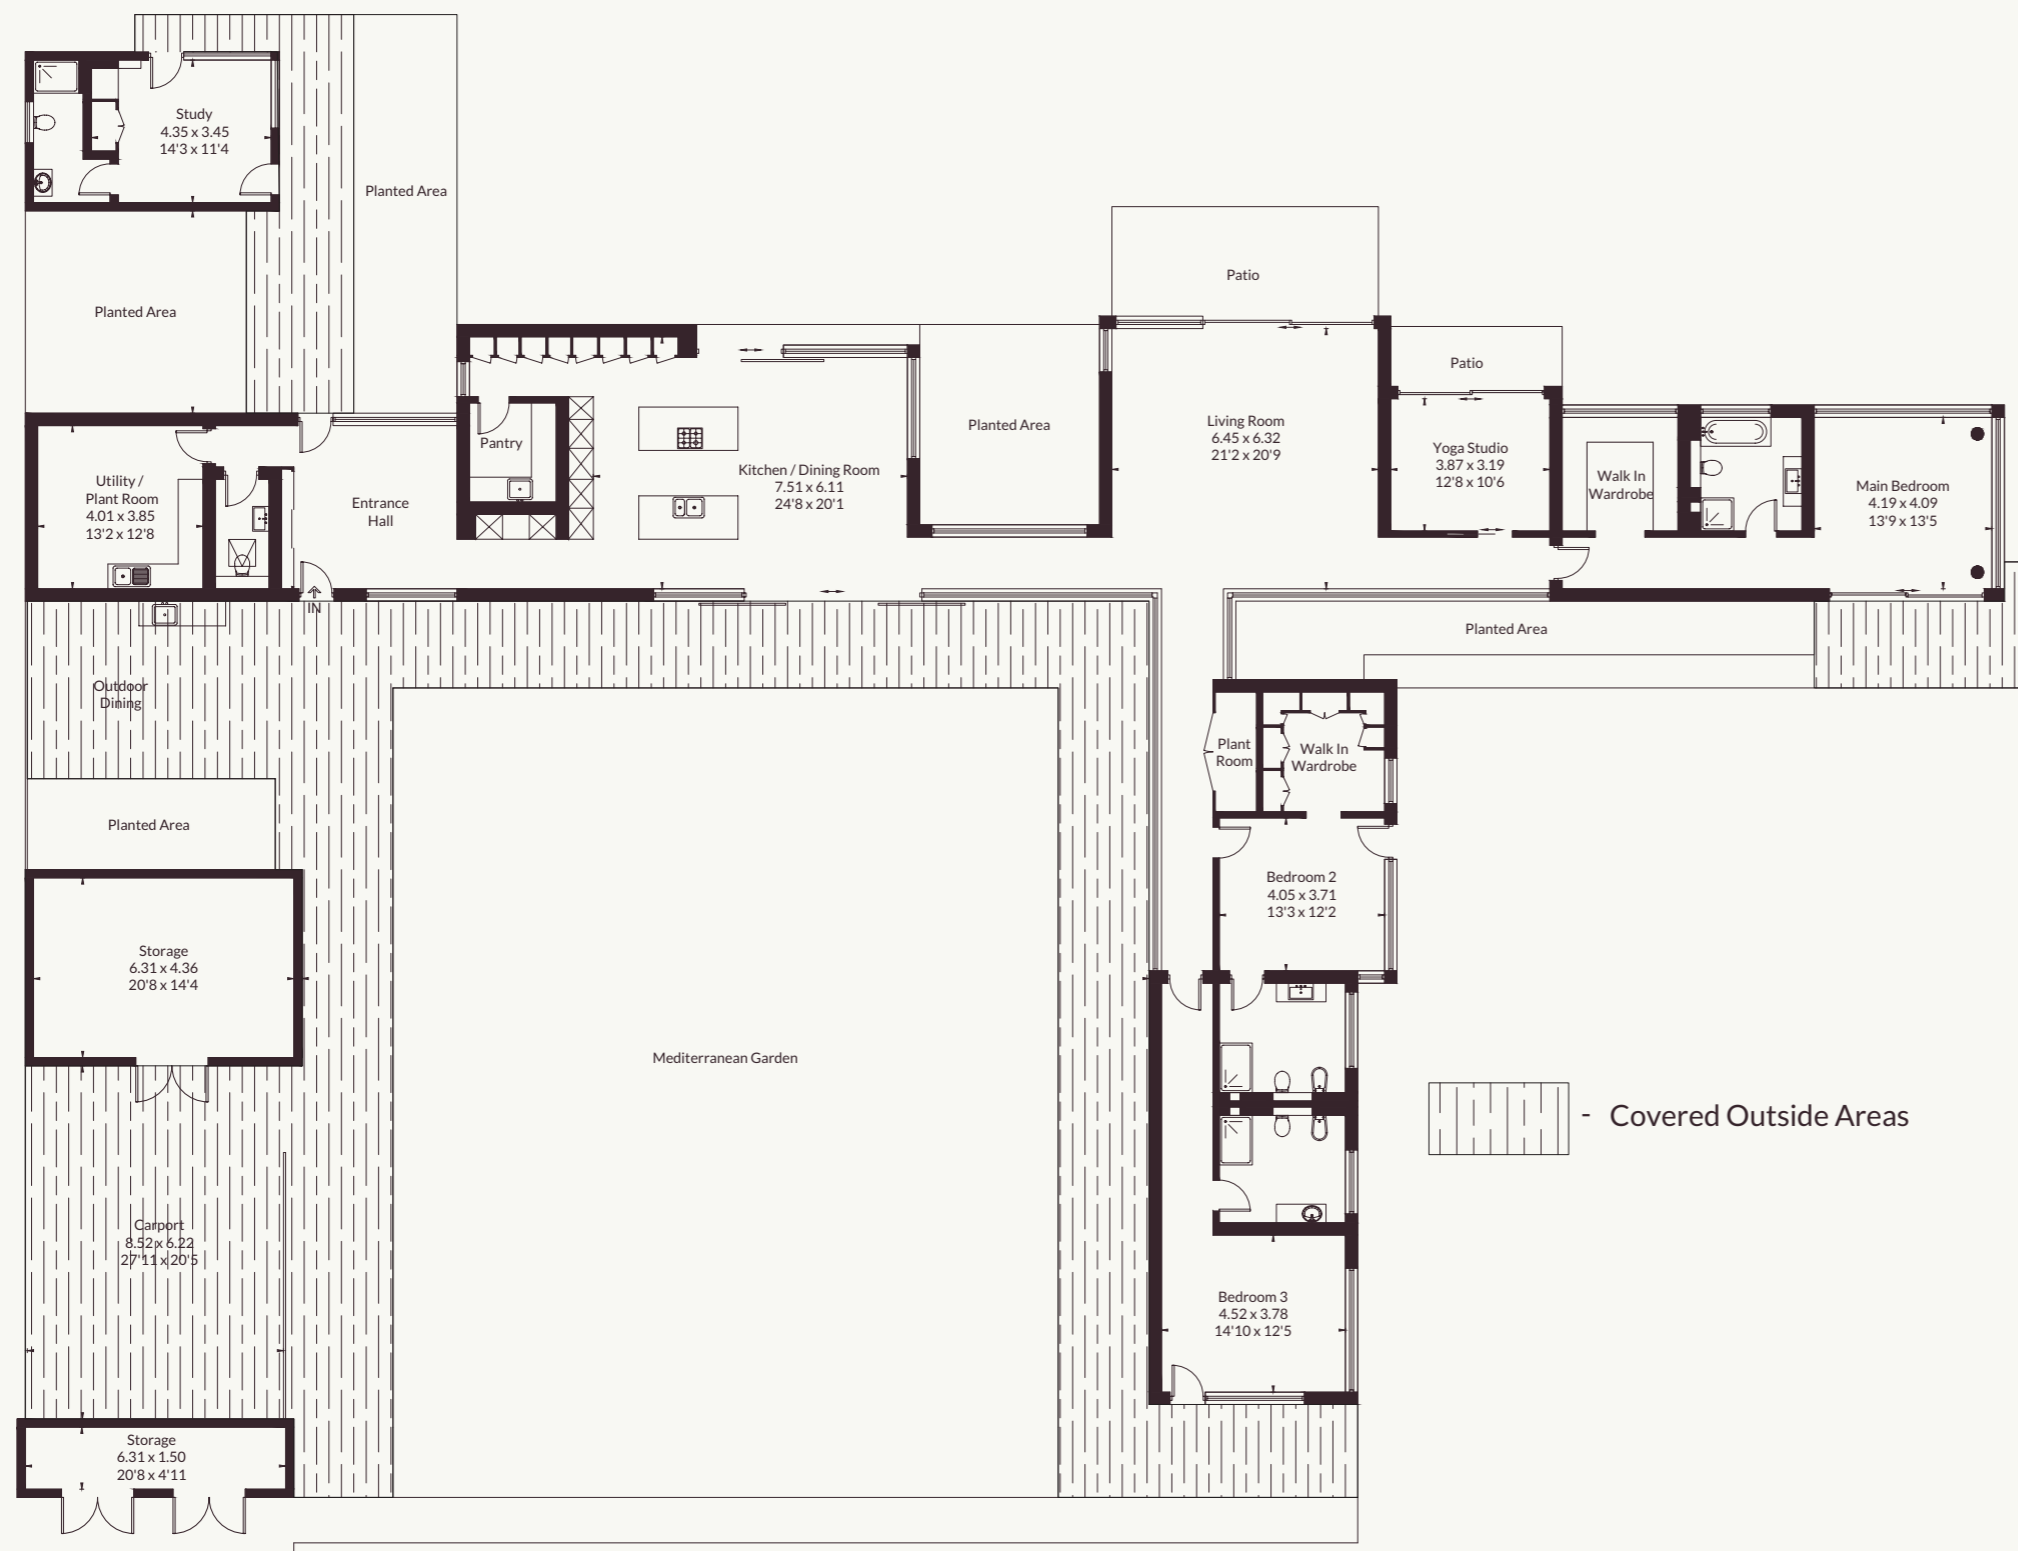 Study
4.35 x 3.45
14'3 x 11'4
Planted Area
Planted Area
Patio
Patio
Planted Area
Living Room
6.45 x 6.32
21'2 x 20'9
Yoga Studio
3.87 x 3.19
12'8 x 10'6
Walk In
Wardrobe
Main Bedroom
4.19 x 4.09
13'9 x 13'5
Pantry
Kitchen / Dining Room
7.51 x 6.11
24'8 x 20'1
Utility /
Plant Room
4.01 x 3.85
13'2 x 12'8
Entrance
Hall
IN
Planted Area
Outdoor
Dining
Plant
Room
Walk In
Wardrobe
Planted Area
Bedroom 2
4.05 x 3.71
13'3 x 12'2
Storage
6.31 x 4.36
20'8 x 14'4
Mediterranean Garden
- Covered Outside Areas
Carport
8.52 x 6.22
27'11 x 20'5
Bedroom 3
4.52 x 3.78
14'10 x 12'5
Storage
6.31 x 1.50
20'8 x 4'11